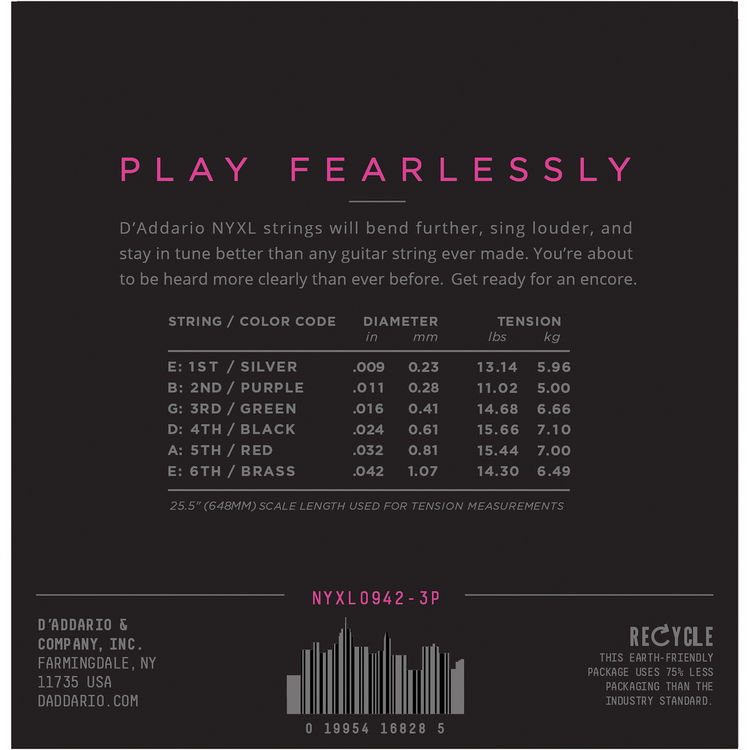 PLAY FEARLESSLY
D’Addario NYXL strings will bend further, sing louder, and
stay in tune better than any guitar string ever made. You’re about
to be heard more clearly than ever before. Get ready for an encore.
STRING / COLOR CODE DIAMETER TENSION
in mm lbs kg
E: 1ST / SILVER .009 0.23 13.14 5.96
B: 2ND / PURPLE .011 0.28 11.02 5.00
G: 3RD / GREEN .016 0.41 14.68 6.66
D: 4TH / BLACK .024 0.61 15.66 7.10
A: 5TH / RED .032 0.81 15.44 7.00
E: 6TH / BRASS .042 1.07 14.30 6.49
25.5" (648MM) SCALE LENGTH USED FOR TENSION MEASUREMENTS
NYXL0942-3P
D’ADDARIO &
COMPANY, INC.
FARMINGDALE, NY
11735 USA
DADDARIO.COM
0 19954 16828 5
RECYCLE
THIS EARTH-FRIENDLY
PACKAGE USES 75% LESS
PACKAGING THAN THE
INDUSTRY STANDARD.